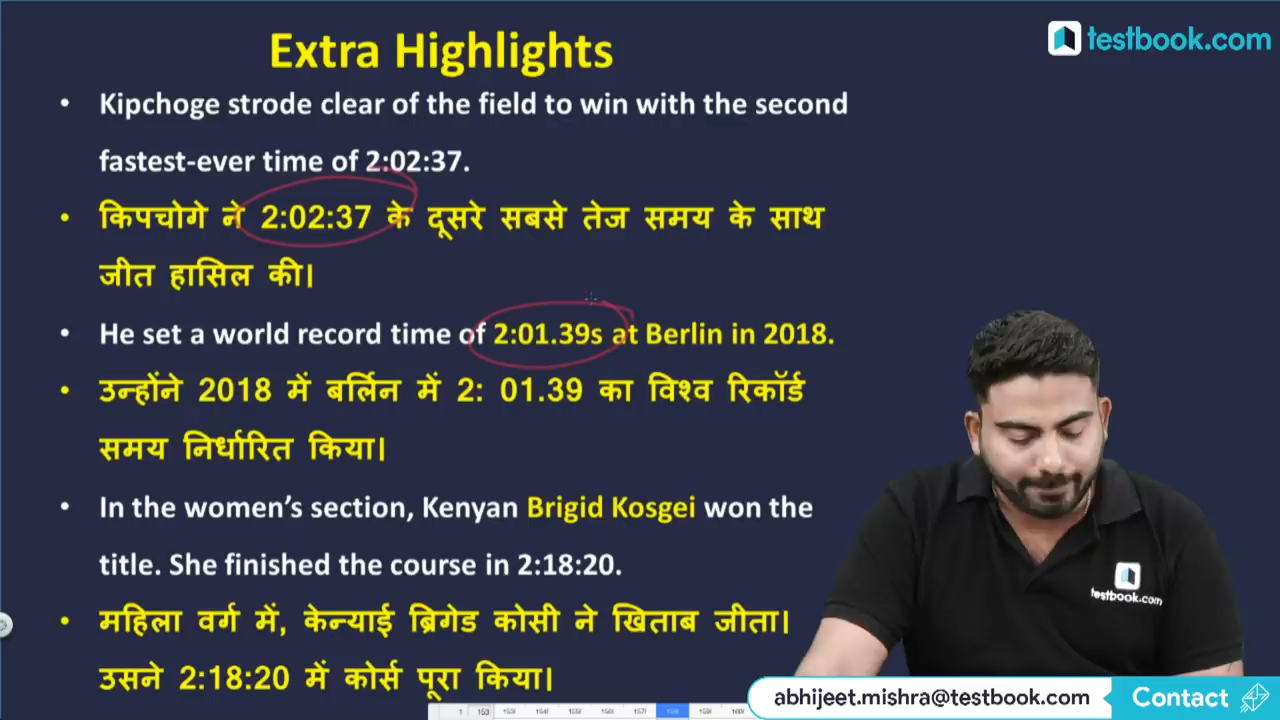 Extra Highlights
testbook.com
• Kipchoge strode clear of the field to win with the second
fastest-ever time of 2:02:37.
• किपचोगे ने 2:02:37 के दूसरे सबसे तेज समय के साथ
जीत हासिल की।
• He set a world record time of 2:01.39s at Berlin in 2018.
• उन्होंने 2018 में बर्लिन में 2: 01.39 का विश्व रिकॉर्ड
समय निर्धारित किया।
• In the women’s section, Kenyan Brigid Kosgei won the
title. She finished the course in 2:18:20.
• महिला वर्ग में, केन्याई ब्रिगेड कोसी ने खिताब जीता।
उसने 2:18:20 में कोर्स पूरा किया।
testbook.com
abhijeet.mishra@testbook.com
Contact